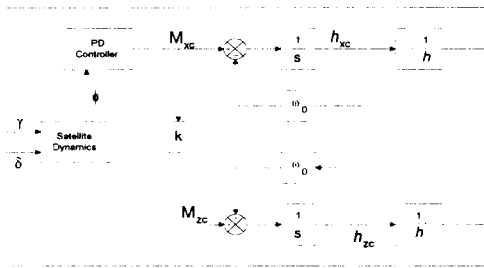 PD
Controller
M_xc
1
s
h_xc
1
h
ϕ
ω_0
γ
δ
Satellite
Dynamics
k
ω_0
M_zc
1
s
h_zc
1
h